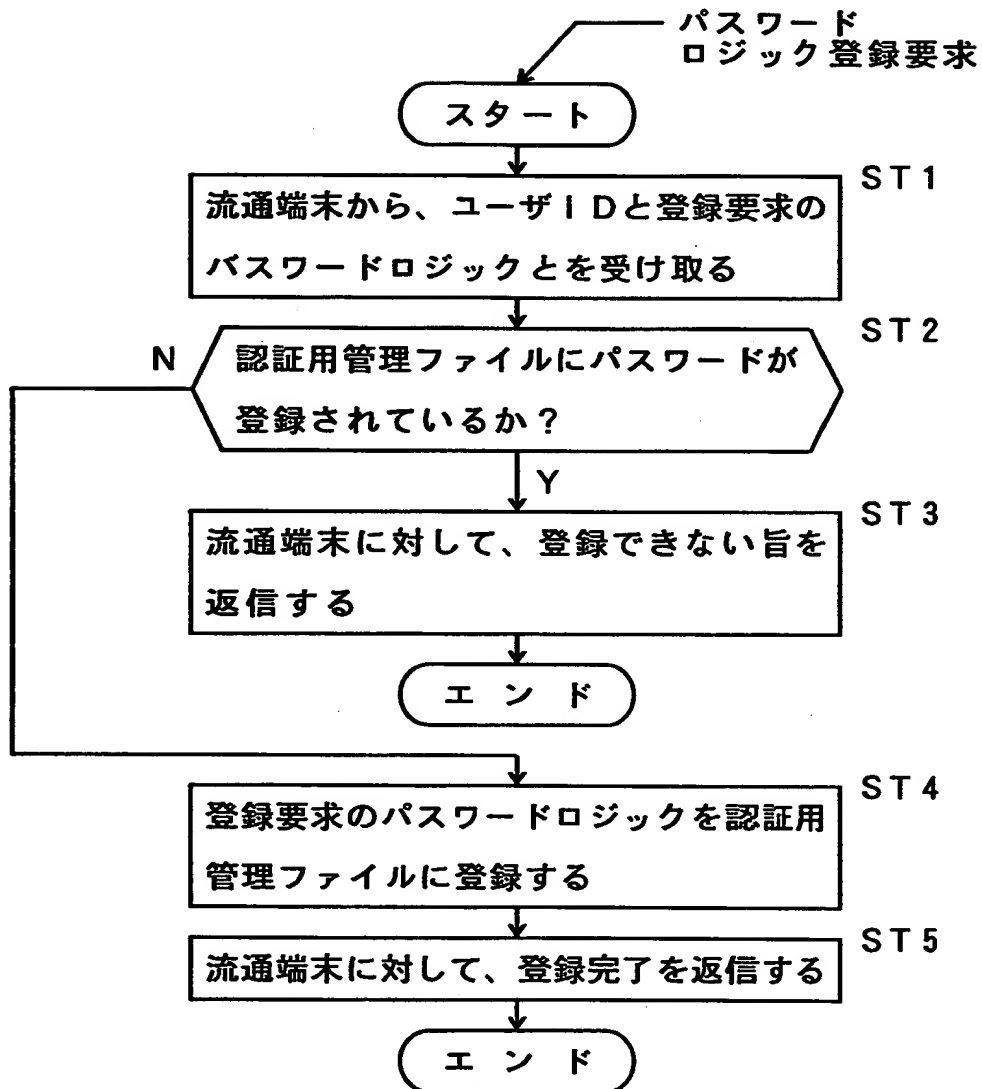 パスワード
ロジック登録要求
スタート
ST1
流通端末から、ユーザIDと登録要求の
パスワードロジックとを受け取る
ST2
N
認証用管理ファイルにパスワードが
登録されているか？
Y
ST3
流通端末に対して、登録できない旨を
返信する
エンド
ST4
登録要求のパスワードロジックを認証用
管理ファイルに登録する
ST5
流通端末に対して、登録完了を返信する
エンド